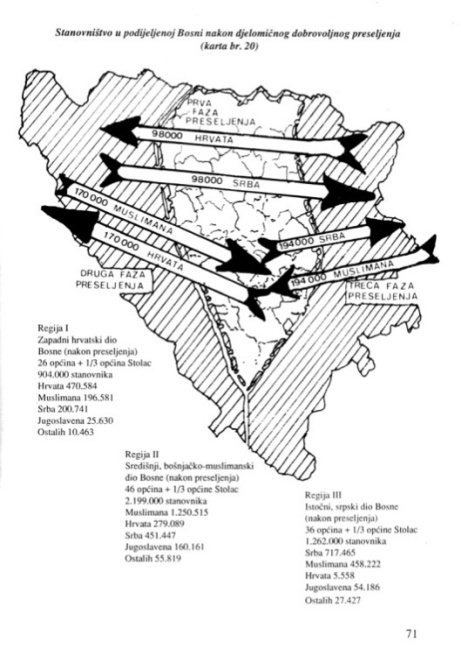 Stanovništvo u podijeljenoj Bosni nakon djelomičnog dobrovoljnog preseljenja
(karta br. 20)
PRVA
FAZA
PRESELJENJA
98000 HRVATA
98000 SRBA
170 000 MUSLIMANA
170 000 HRVATA
194 000 SRBA
194 000 MUSLIMANA
DRUGA FAZA
PRESELJENJA
TREĆA FAZA
PRESELJENJA
Regija I
Zapadni hrvatski dio
Bosne (nakon preseljenja)
26 općina + 1/3 općine Stolac
904.000 stanovnika
Hrvata 470.584
Muslimana 196.581
Srba 200.741
Jugoslavena 25.630
Ostalih 10.463
Regija II
Središnji, bošnjačko-muslimanski
dio Bosne (nakon preseljenja)
46 općina + 1/3 općine Stolac
2.199.000 stanovnika
Muslimana 1.250.515
Hrvata 279.089
Srba 451.447
Jugoslavena 160.161
Ostalih 55.819
Regija III
Istočni, srpski dio Bosne
(nakon preseljenja)
36 općina + 1/3 općine Stolac
1.262.000 stanovnika
Srba 717.465
Muslimana 458.222
Hrvata 5.558
Jugoslavena 54.186
Ostalih 27.427
71